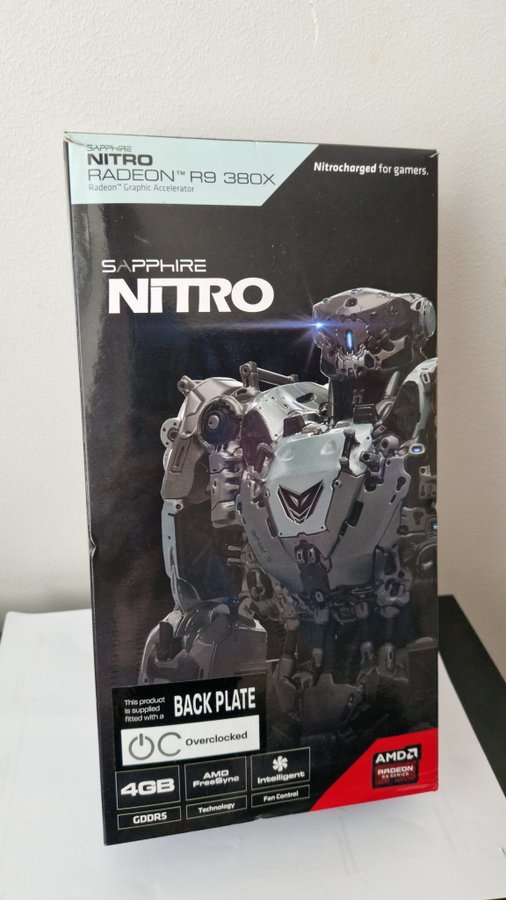 SAPPHIRE
NITRO
RADEON™ R9 380X
Radeon™ Graphic Accelerator
Nitrocharged for gamers.
SAPPHIRE
NITRO
This product
is supplied
fitted with a
BACK PLATE
OC Overclocked
4GB
GDDR5
AMD
FreeSync
Technology
Intelligent
Fan Control
AMD
RADEON
R9 SERIES